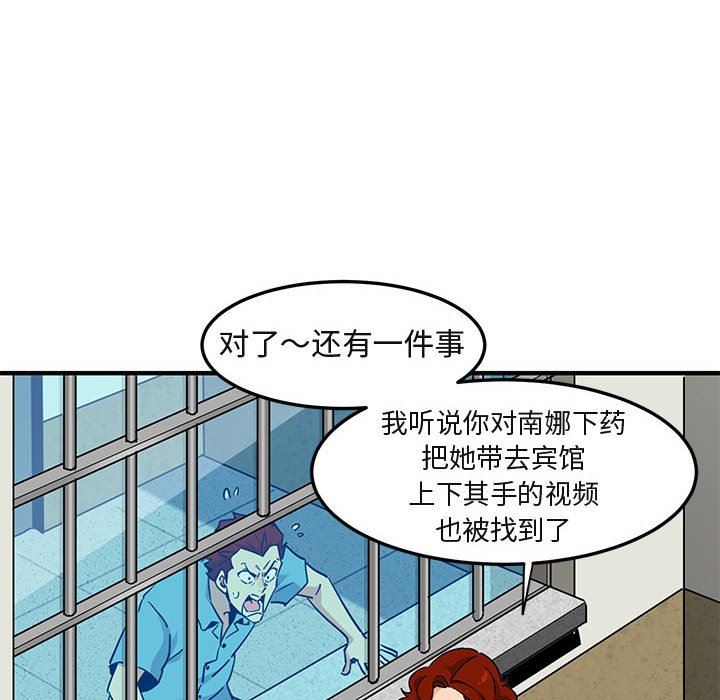 对了～还有一件事
我听说你对南娜下药
把她带去宾馆
上下其手的视频
也被找到了